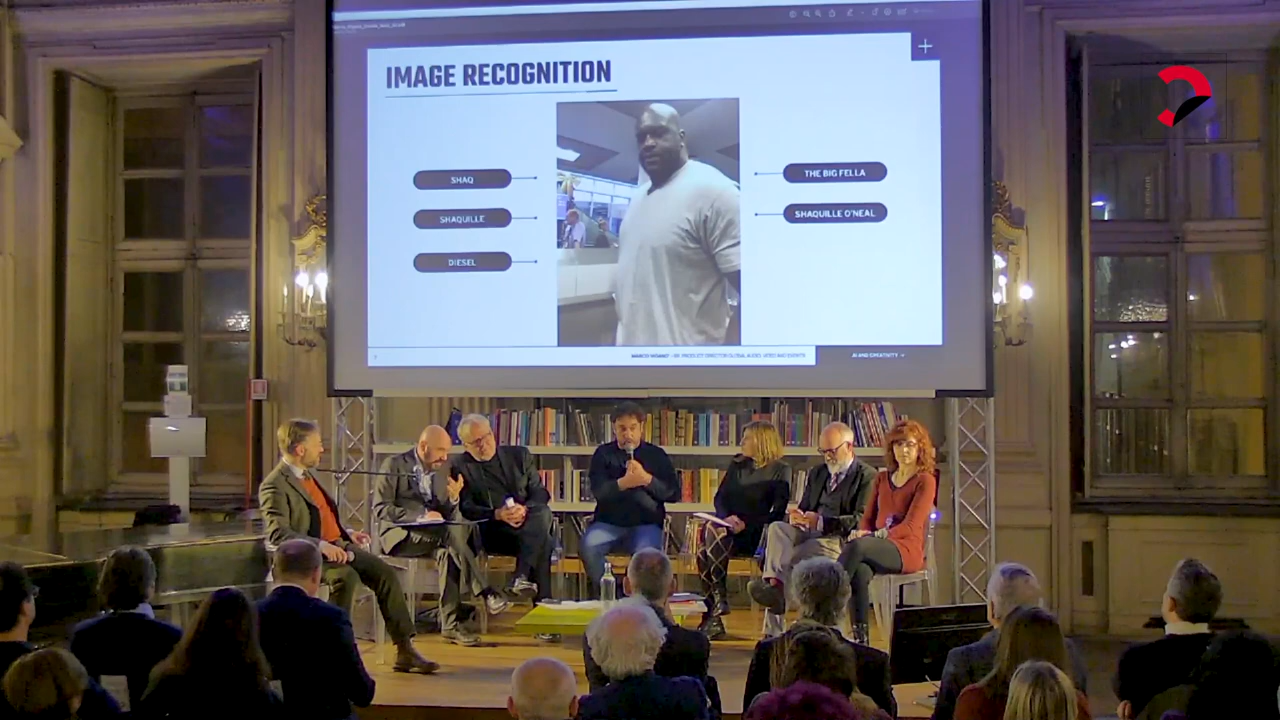 IMAGE RECOGNITION
SHAQ
SHAQUILLE
DIESEL
THE BIG FELLA
SHAQUILLE O'NEAL
AI AND CREATIVITY